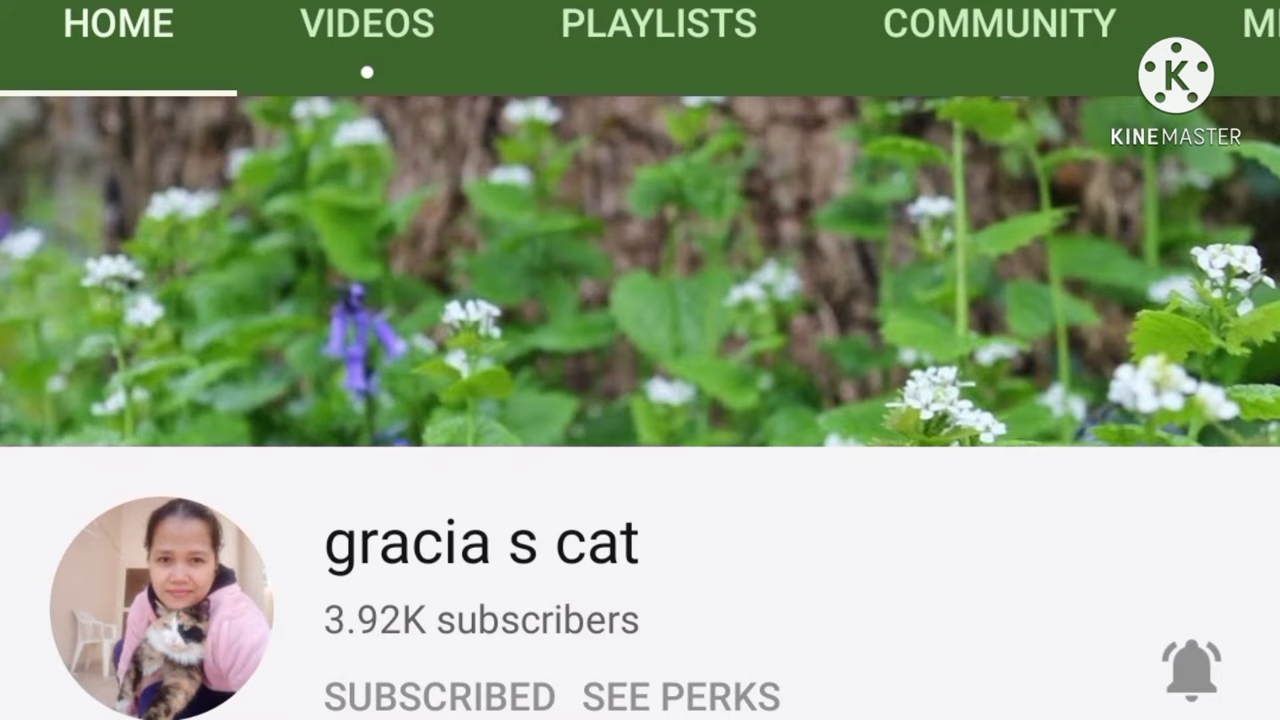 HOME VIDEOS PLAYLISTS COMMUNITY
K
KINEMASTER
gracia s cat
3.92K subscribers
SUBSCRIBED SEE PERKS